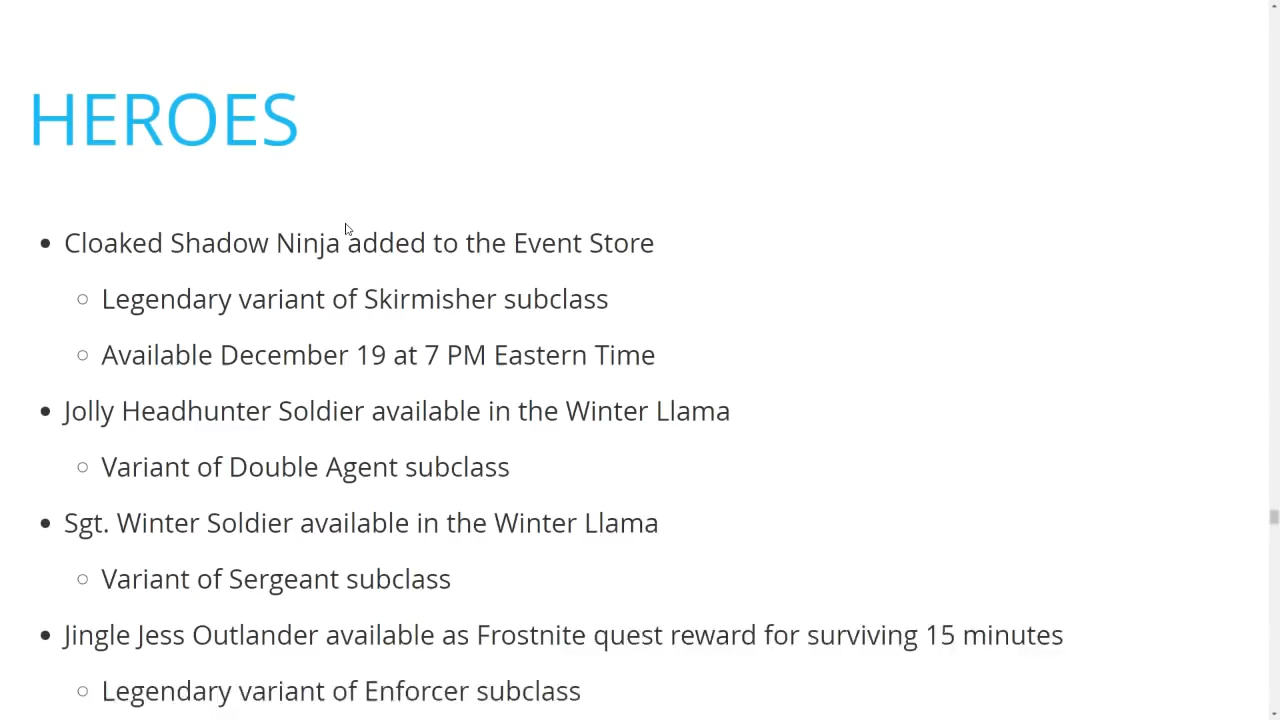 HEROES
Cloaked Shadow Ninja added to the Event Store
Legendary variant of Skirmisher subclass
Available December 19 at 7 PM Eastern Time
Jolly Headhunter Soldier available in the Winter Llama
Variant of Double Agent subclass
Sgt. Winter Soldier available in the Winter Llama
Variant of Sergeant subclass
Jingle Jess Outlander available as Frostnite quest reward for surviving 15 minutes
Legendary variant of Enforcer subclass